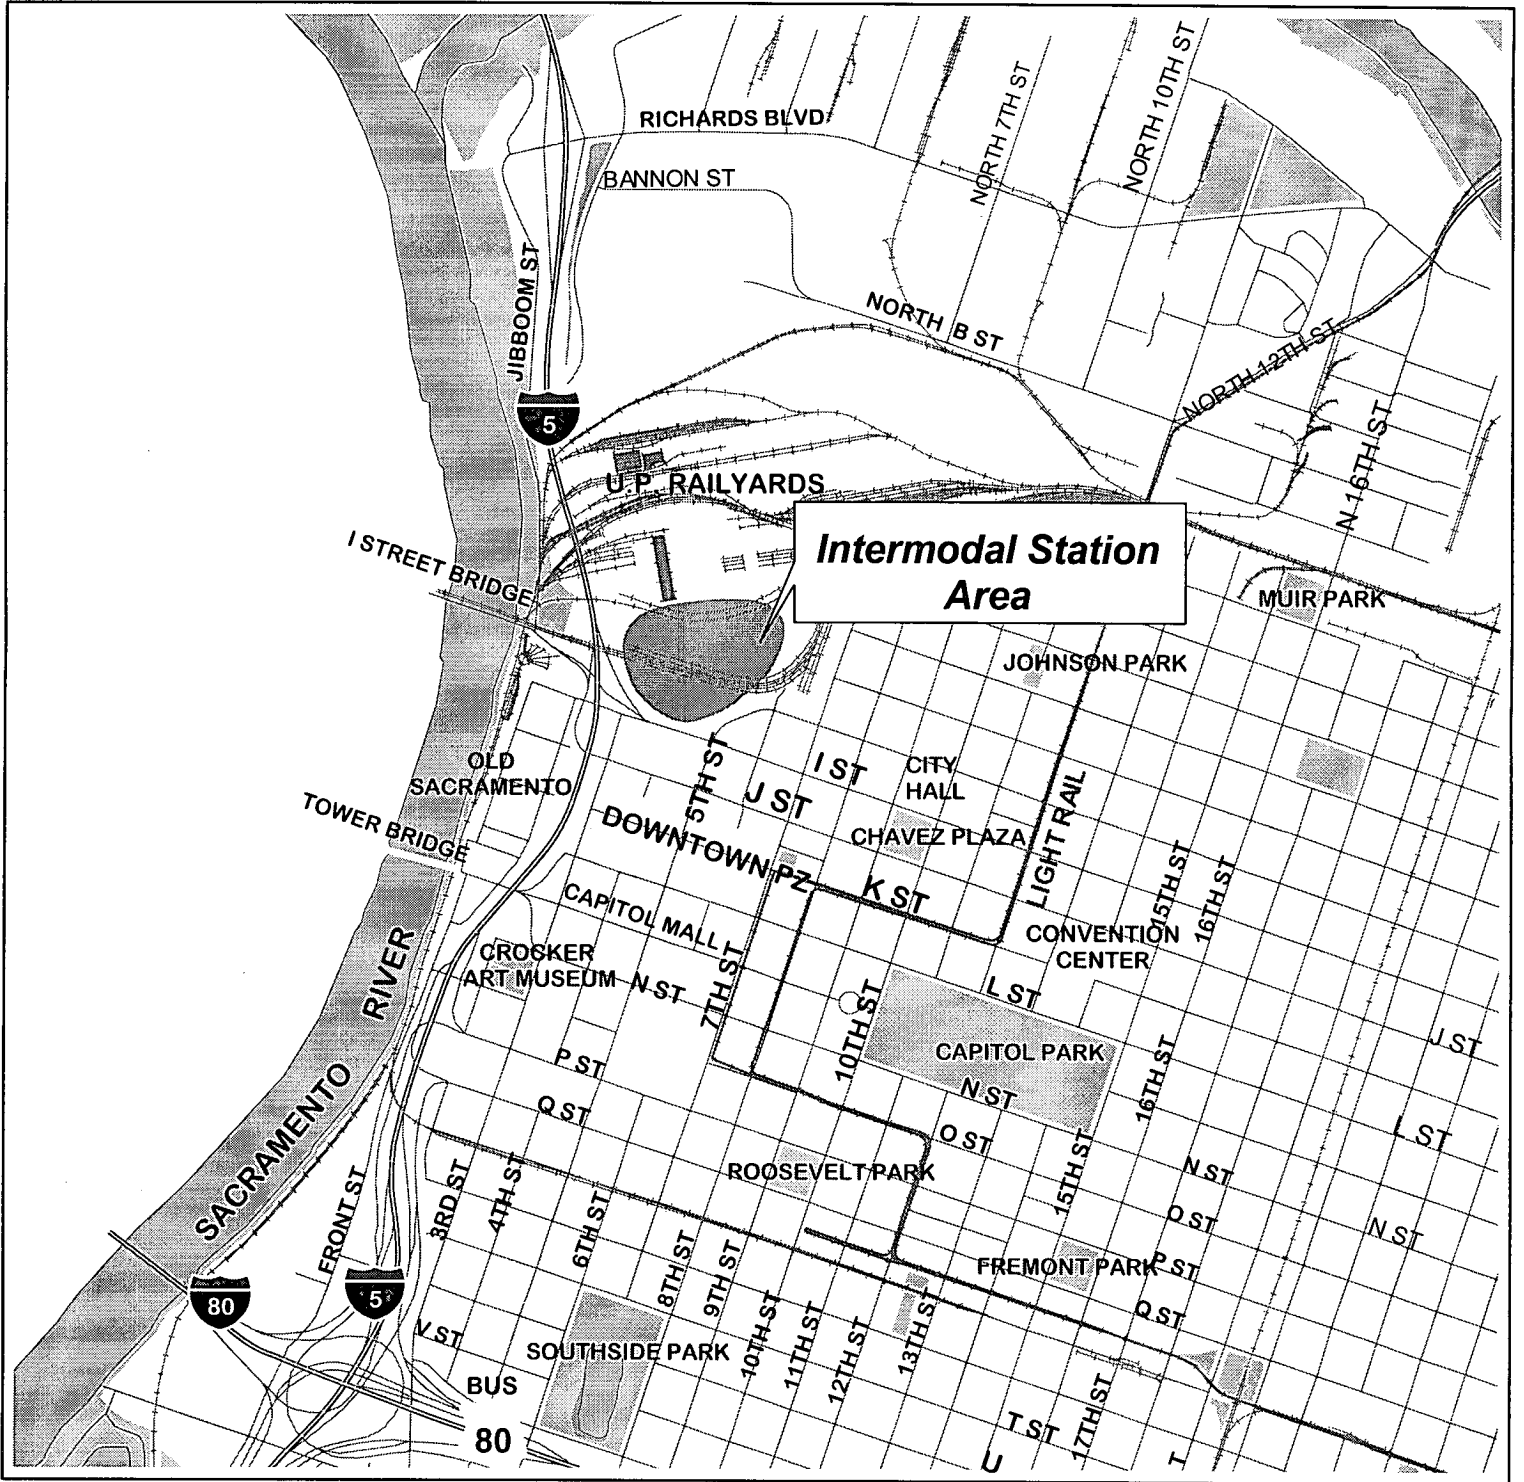 RICHARDS BLVD
NORTH 7TH ST
NORTH 10TH ST
BANNON ST
JIBBOOM ST
NORTH B ST
NORTH 12TH ST
5
N 16TH ST
U.P. RAILYARDS
Intermodal Station
Area
I STREET BRIDGE
MUIR PARK
JOHNSON PARK
OLD
SACRAMENTO
5TH ST
I ST
J ST
CITY
HALL
LIGHT RAIL
TOWER BRIDGE
DOWNTOWN PZ
CHAVEZ PLAZA
K ST
15TH ST
16TH ST
CAPITOL MALL
CONVENTION
CENTER
CROCKER
ART MUSEUM
N ST
7TH ST
10TH ST
L ST
SACRAMENTO RIVER
CAPITOL PARK
J ST
P ST
N ST
16TH ST
Q ST
O ST
L ST
ROOSEVELT PARK
15TH ST
N ST
FRONT ST
3RD ST
4TH ST
6TH ST
O ST
N ST
8TH ST
9TH ST
FREMONT PARK
P ST
80
5
10TH ST
11TH ST
12TH ST
13TH ST
Q ST
V ST
SOUTHSIDE PARK
BUS
80
17TH ST
T ST
U
T